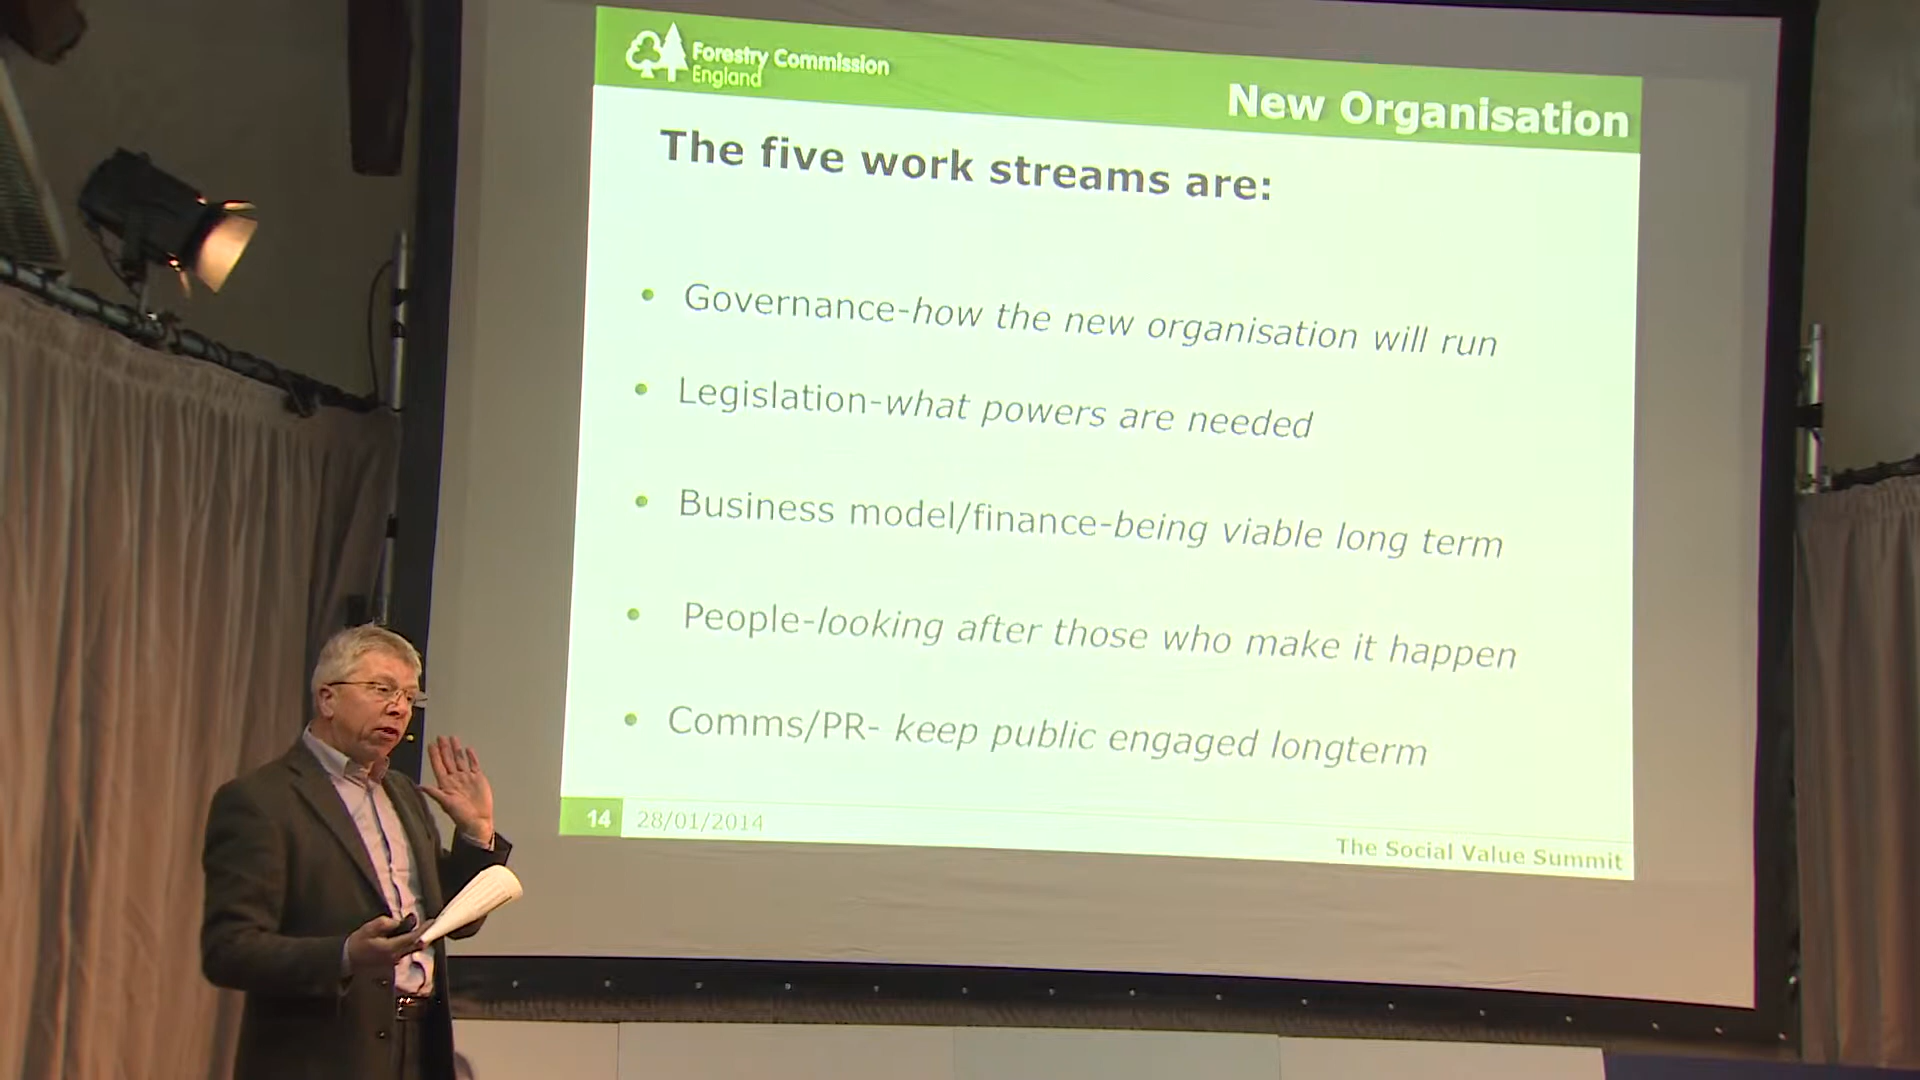 Forestry Commission
England
New Organisation
The five work streams are:
Governance-how the new organisation will run
Legislation-what powers are needed
Business model/finance-being viable long term
People-looking after those who make it happen
Comms/PR- keep public engaged longterm
14 28/01/2014
The Social Value Summit